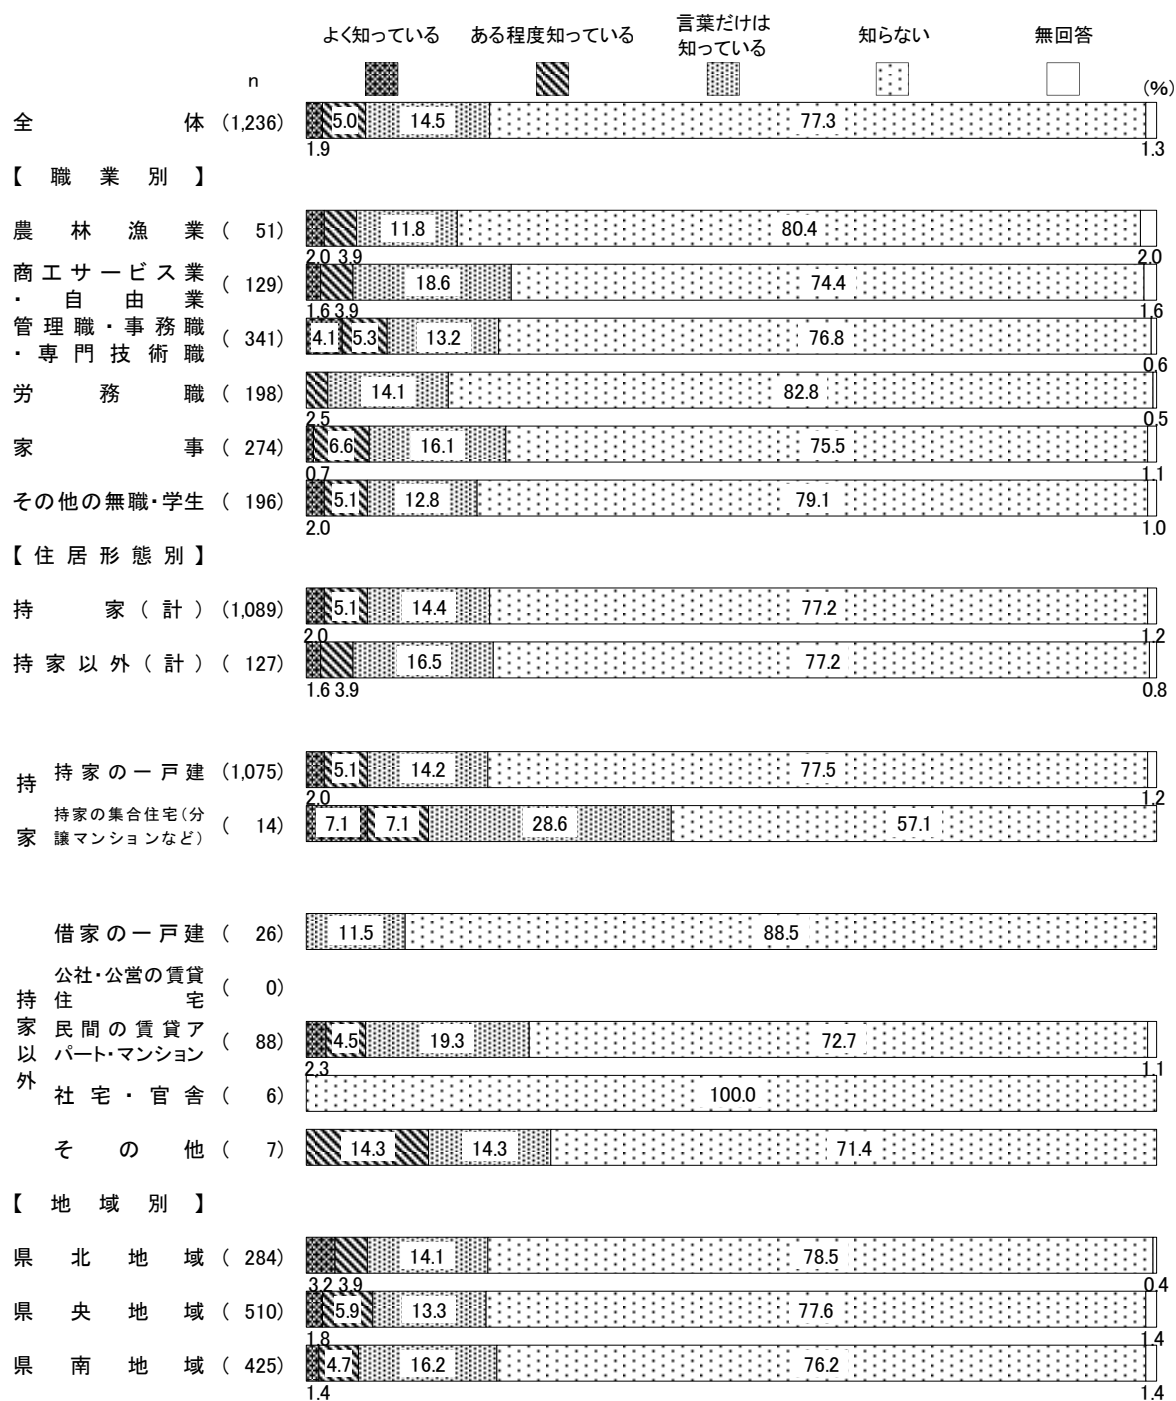 よく知っている ある程度知っている 言葉だけは知っている 知らない 無回答
n (%)
全体 (1,236) 5.0 14.5 77.3
1.9 1.3
【職業別】
農林漁業 ( 51) 11.8 80.4
2.0 3.9 2.0
商工サービス業
・自由業 ( 129) 18.6 74.4
1.6 3.9 1.6
管理職・事務職
・専門技術職 ( 341) 4.1 5.3 13.2 76.8
0.6
労務職 ( 198) 14.1 82.8
2.5 0.5
家事 ( 274) 6.6 16.1 75.5
0.7 1.1
その他の無職・学生 ( 196) 5.1 12.8 79.1
2.0 1.0
【住居形態別】
持家(計) (1,089) 5.1 14.4 77.2
2.0 1.2
持家以外(計) ( 127) 16.5 77.2
1.6 3.9 0.8
持家
持家の一戸建 (1,075) 5.1 14.2 77.5
2.0 1.2
持家の集合住宅(分
譲マンションなど) ( 14) 7.1 7.1 28.6 57.1
持家以外
借家の一戸建 ( 26) 11.5 88.5
公社・公営の賃貸
住宅 ( 0)
民間の賃貸ア
パート・マンション ( 88) 4.5 19.3 72.7
2.3 1.1
社宅・官舎 ( 6) 100.0
その他 ( 7) 14.3 14.3 71.4
【地域別】
県北地域 ( 284) 14.1 78.5
3.2 3.9 0.4
県央地域 ( 510) 5.9 13.3 77.6
1.8 1.4
県南地域 ( 425) 4.7 16.2 76.2
1.4 1.4